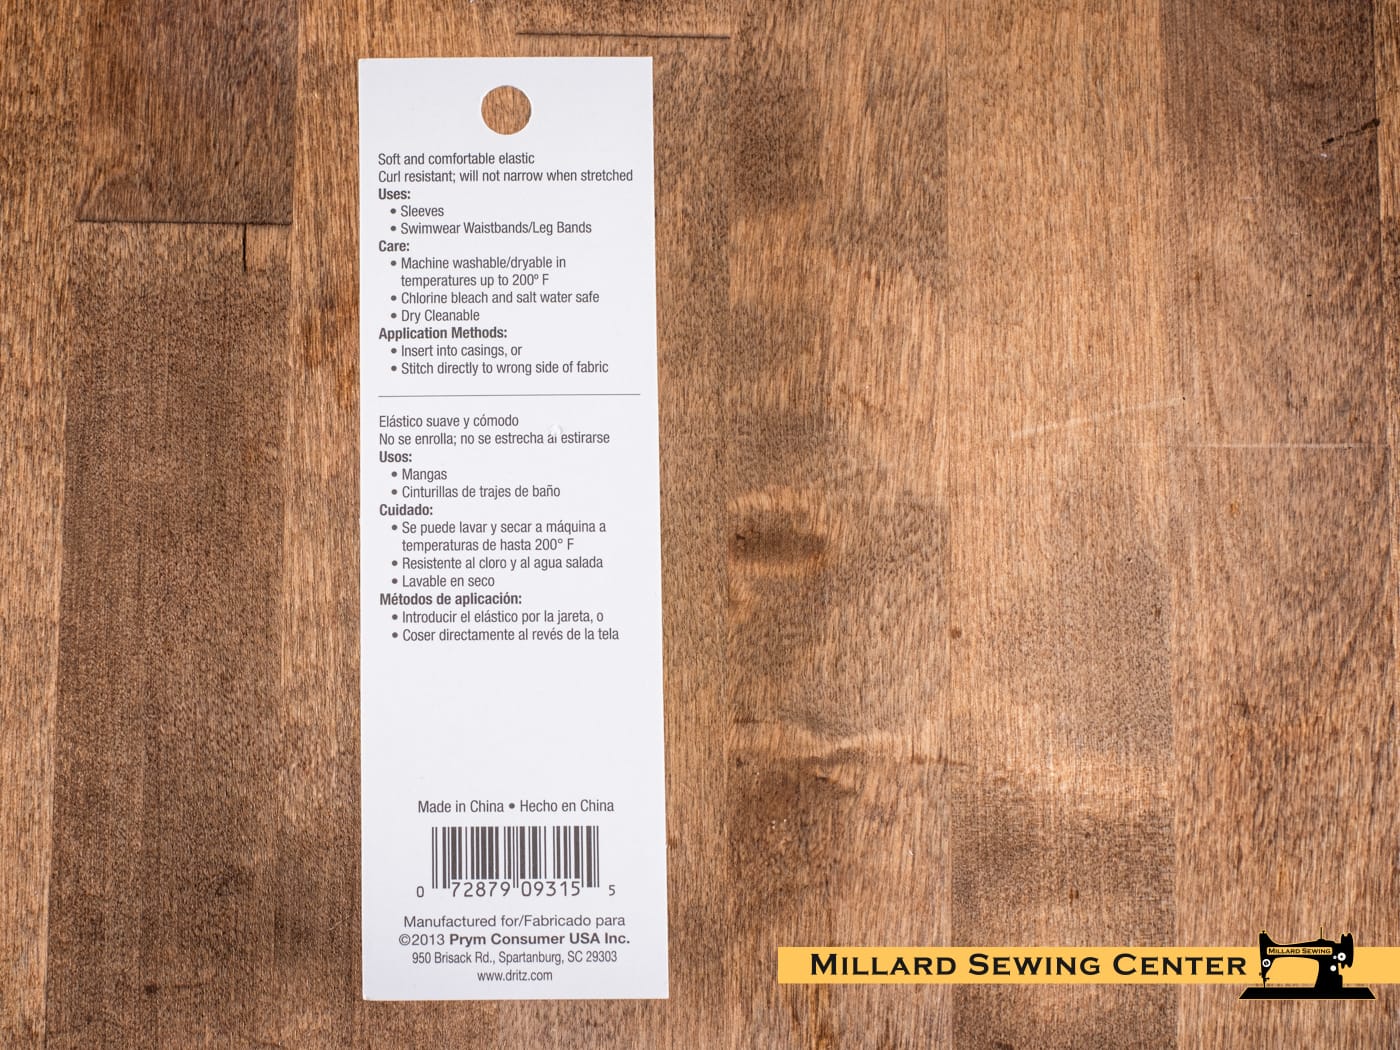 Soft and comfortable elastic
Curl resistant; will not narrow when stretched
Uses:
• Sleeves
• Swimwear Waistbands/Leg Bands
Care:
• Machine washable/dryable in
temperatures up to 200º F
• Chlorine bleach and salt water safe
• Dry Cleanable
Application Methods:
• Insert into casings, or
• Stitch directly to wrong side of fabric
Elástico suave y cómodo
No se enrolla; no se estrecha al estirarse
Usos:
• Mangas
• Cinturillas de trajes de baño
Cuidado:
• Se puede lavar y secar a máquina a
temperaturas de hasta 200° F
• Resistente al cloro y al agua salada
• Lavable en seco
Métodos de aplicación:
• Introducir el elástico por la jareta, o
• Coser directamente al revés de la tela
Made in China • Hecho en China
0 72879 09315 5
Manufactured for/Fabricado para
©2013 Prym Consumer USA Inc.
950 Brisack Rd., Spartanburg, SC 29303
www.dritz.com
Millard Sewing Center
Millard Sewing